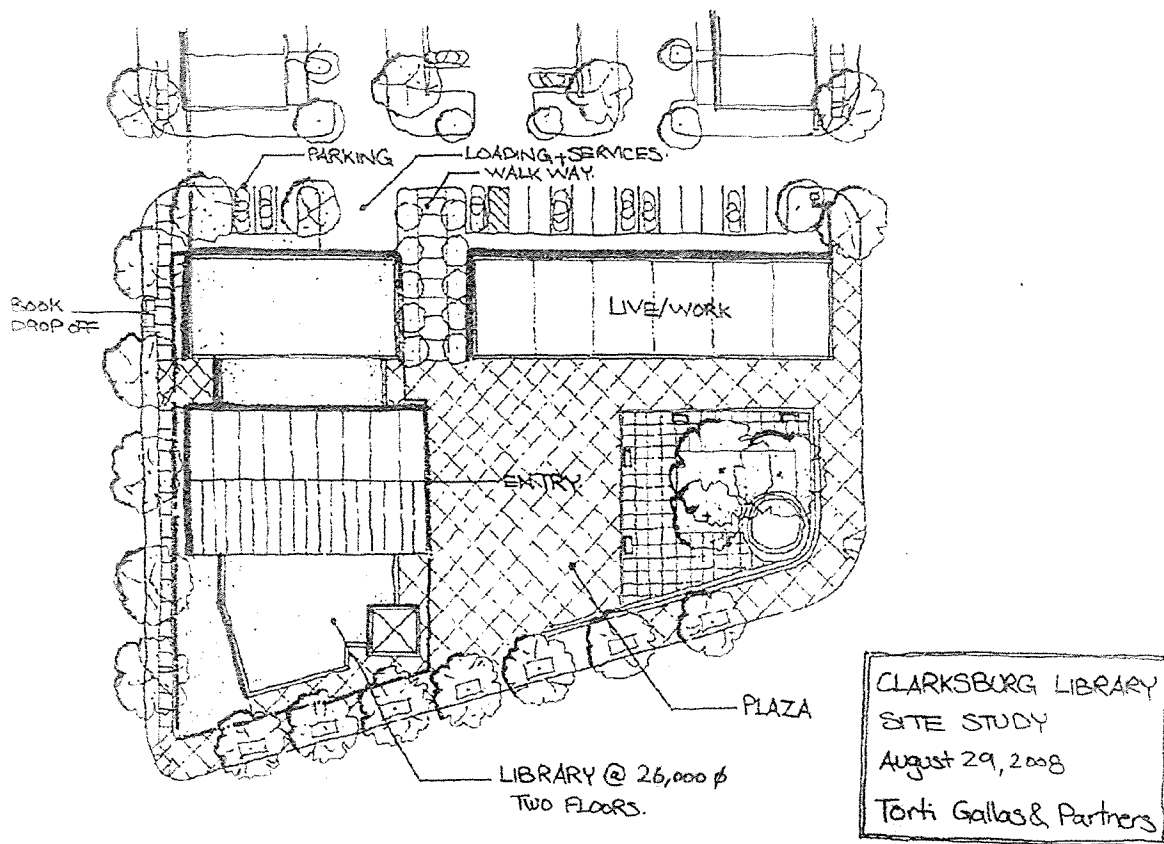 PARKING
LOADING + SERVICES.
WALK WAY.
BOOK
DROP OFF
LIVE/WORK
ENTRY
PLAZA
LIBRARY @ 26,000 ϕ
TWO FLOORS.
CLARKSBURG LIBRARY
SITE STUDY
August 29, 2008
Torti Gallas & Partners